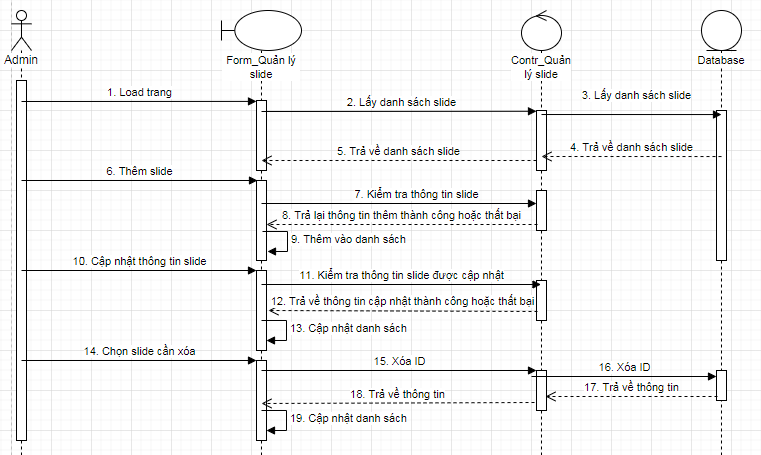 Admin
Form_Quản lý
slide
Contr_Quản
lý slide
Database
1. Load trang
2. Lấy danh sách slide
3. Lấy danh sách slide
4. Trả về danh sách slide
5. Trả về danh sách slide
6. Thêm slide
7. Kiểm tra thông tin slide
8. Trả lại thông tin thêm thành công hoặc thất bại
9. Thêm vào danh sách
10. Cập nhật thông tin slide
11. Kiểm tra thông tin slide được cập nhật
12. Trả về thông tin cập nhật thành công hoặc thất bại
13. Cập nhật danh sách
14. Chọn slide cần xóa
15. Xóa ID
16. Xóa ID
17. Trả về thông tin
18. Trả về thông tin
19. Cập nhật danh sách